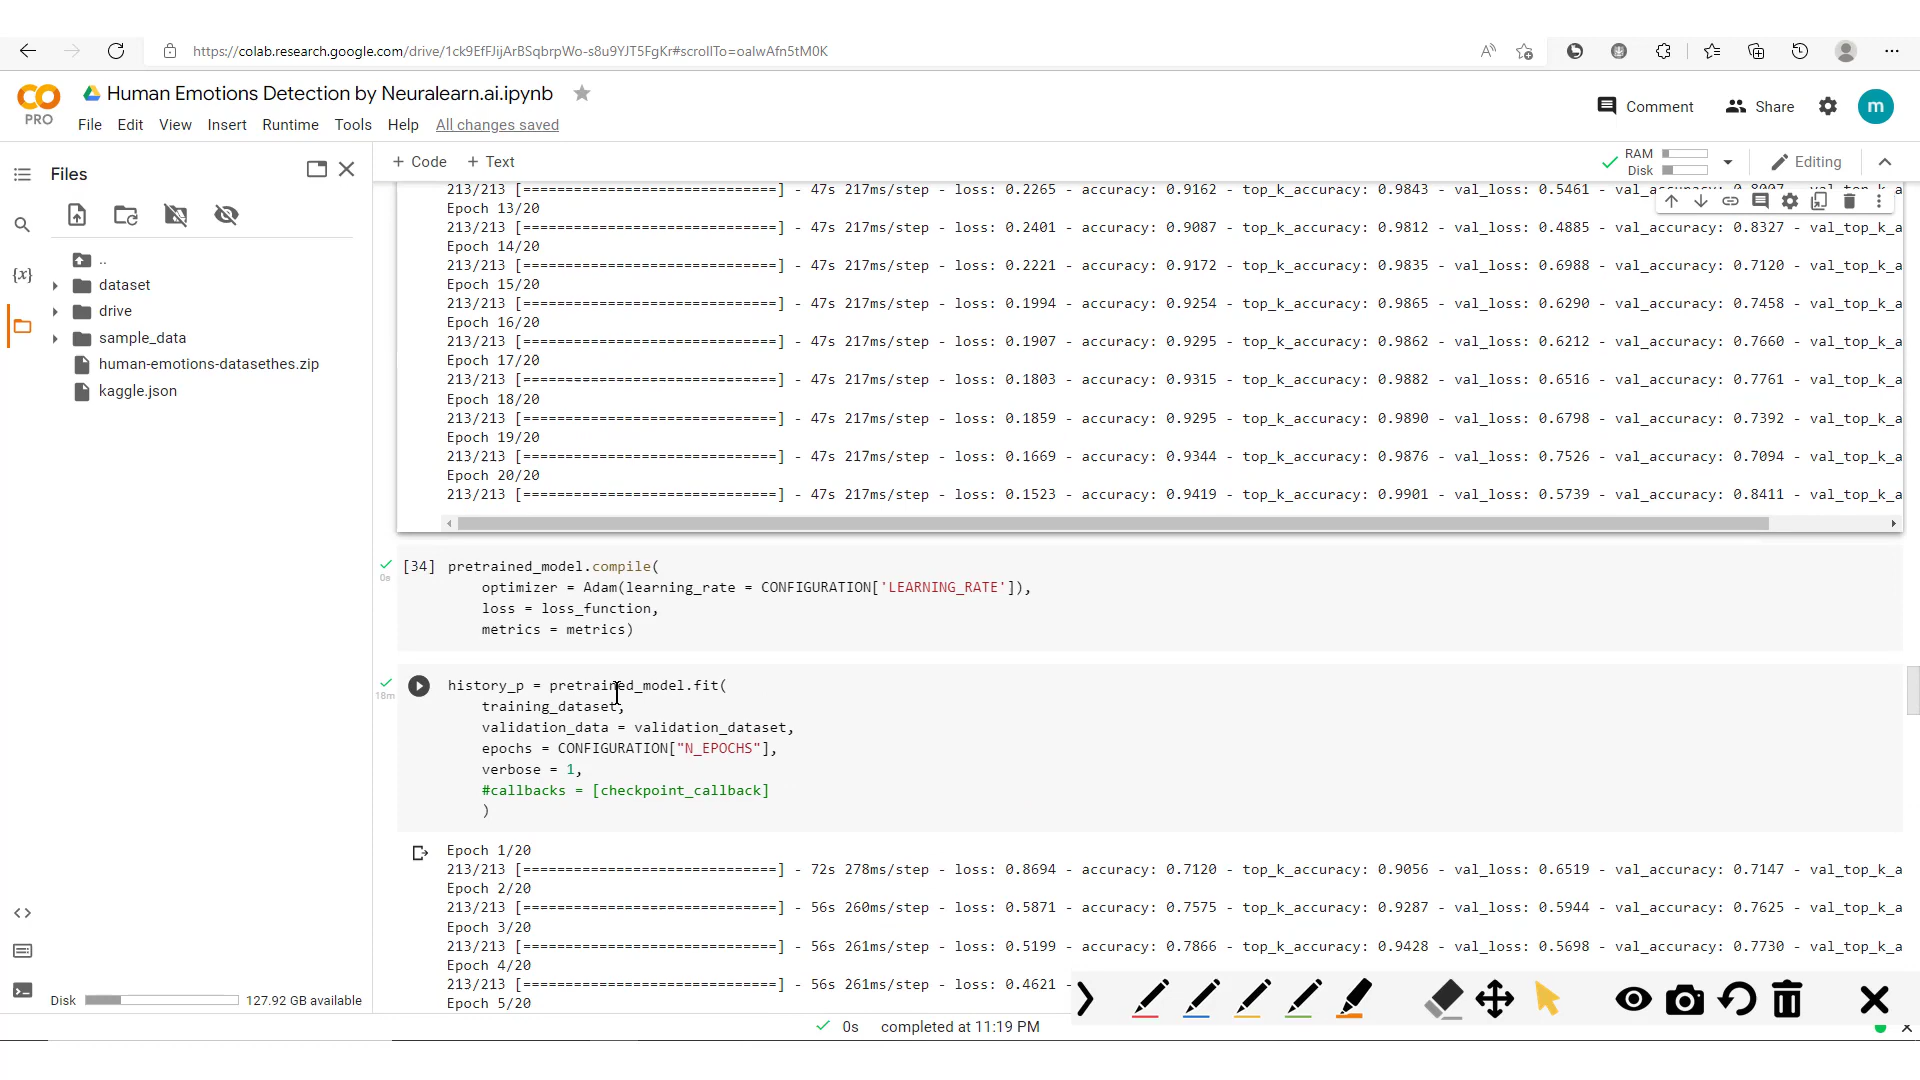 https://colab.research.google.com/drive/1ck9EfFJijArBSqbrpWo-s8u9YJT5FgKr#scrollTo=oalwAfn5tM0K
CO
PRO
Human Emotions Detection by Neuralearn.ai.ipynb
File Edit View Insert Runtime Tools Help All changes saved
Comment
Share
m
Files
+ Code + Text
RAM
Disk
Editing
..
dataset
drive
sample_data
human-emotions-datasethes.zip
kaggle.json
{x}
Disk 127.92 GB available
213/213 [==============================] - 47s 217ms/step - loss: 0.2265 - accuracy: 0.9162 - top_k_accuracy: 0.9843 - val_loss: 0.5461
Epoch 13/20
213/213 [==============================] - 47s 217ms/step - loss: 0.2401 - accuracy: 0.9087 - top_k_accuracy: 0.9812 - val_loss: 0.4885 - val_accuracy: 0.8327 - val_top_k_a
Epoch 14/20
213/213 [==============================] - 47s 217ms/step - loss: 0.2221 - accuracy: 0.9172 - top_k_accuracy: 0.9835 - val_loss: 0.6988 - val_accuracy: 0.7120 - val_top_k_a
Epoch 15/20
213/213 [==============================] - 47s 217ms/step - loss: 0.1994 - accuracy: 0.9254 - top_k_accuracy: 0.9865 - val_loss: 0.6290 - val_accuracy: 0.7458 - val_top_k_a
Epoch 16/20
213/213 [==============================] - 47s 217ms/step - loss: 0.1907 - accuracy: 0.9295 - top_k_accuracy: 0.9862 - val_loss: 0.6212 - val_accuracy: 0.7660 - val_top_k_a
Epoch 17/20
213/213 [==============================] - 47s 217ms/step - loss: 0.1803 - accuracy: 0.9315 - top_k_accuracy: 0.9882 - val_loss: 0.6516 - val_accuracy: 0.7761 - val_top_k_a
Epoch 18/20
213/213 [==============================] - 47s 217ms/step - loss: 0.1859 - accuracy: 0.9295 - top_k_accuracy: 0.9890 - val_loss: 0.6798 - val_accuracy: 0.7392 - val_top_k_a
Epoch 19/20
213/213 [==============================] - 47s 217ms/step - loss: 0.1669 - accuracy: 0.9344 - top_k_accuracy: 0.9876 - val_loss: 0.7526 - val_accuracy: 0.7094 - val_top_k_a
Epoch 20/20
213/213 [==============================] - 47s 217ms/step - loss: 0.1523 - accuracy: 0.9419 - top_k_accuracy: 0.9901 - val_loss: 0.5739 - val_accuracy: 0.8411 - val_top_k_a
0s
[34] pretrained_model.compile(
optimizer = Adam(learning_rate = CONFIGURATION['LEARNING_RATE']),
loss = loss_function,
metrics = metrics)
18m
history_p = pretrained_model.fit(
training_dataset,
validation_data = validation_dataset,
epochs = CONFIGURATION["N_EPOCHS"],
verbose = 1,
#callbacks = [checkpoint_callback]
)
Epoch 1/20
213/213 [==============================] - 72s 278ms/step - loss: 0.8694 - accuracy: 0.7120 - top_k_accuracy: 0.9056 - val_loss: 0.6519 - val_accuracy: 0.7147 - val_top_k_a
Epoch 2/20
213/213 [==============================] - 56s 260ms/step - loss: 0.5871 - accuracy: 0.7575 - top_k_accuracy: 0.9287 - val_loss: 0.5944 - val_accuracy: 0.7625 - val_top_k_a
Epoch 3/20
213/213 [==============================] - 56s 261ms/step - loss: 0.5199 - accuracy: 0.7866 - top_k_accuracy: 0.9428 - val_loss: 0.5698 - val_accuracy: 0.7730 - val_top_k_a
Epoch 4/20
213/213 [==============================] - 56s 261ms/step - loss: 0.4621 -
Epoch 5/20
0s completed at 11:19 PM